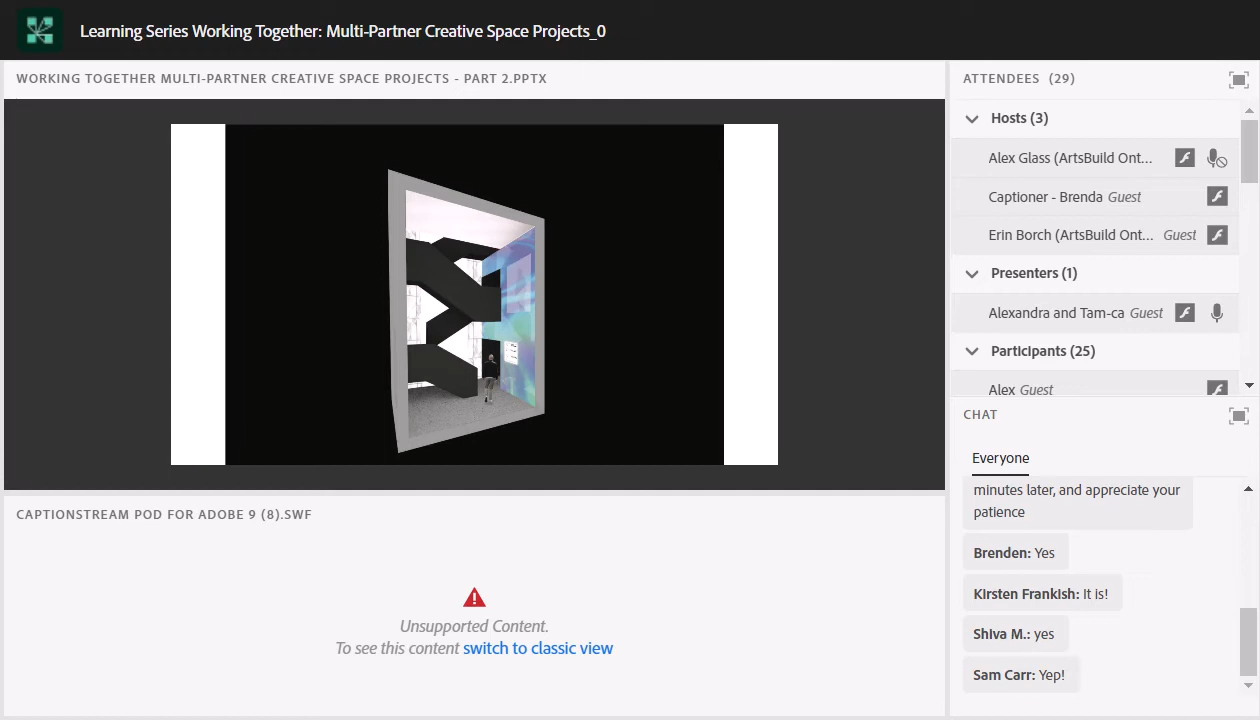 Learning Series Working Together: Multi-Partner Creative Space Projects_0
WORKING TOGETHER MULTI-PARTNER CREATIVE SPACE PROJECTS - PART 2.PPTX
ATTENDEES (29)
Hosts (3)
Alex Glass (ArtsBuild Ont...
Captioner - Brenda Guest
Erin Borch (ArtsBuild Ont... Guest
Presenters (1)
Alexandra and Tam-ca Guest
Participants (25)
Alex Guest
CHAT
Everyone
minutes later, and appreciate your
patience
Brenden: Yes
Kirsten Frankish: It is!
Shiva M.: yes
Sam Carr: Yep!
CAPTIONSTREAM POD FOR ADOBE 9 (8).SWF
Unsupported Content.
To see this content switch to classic view